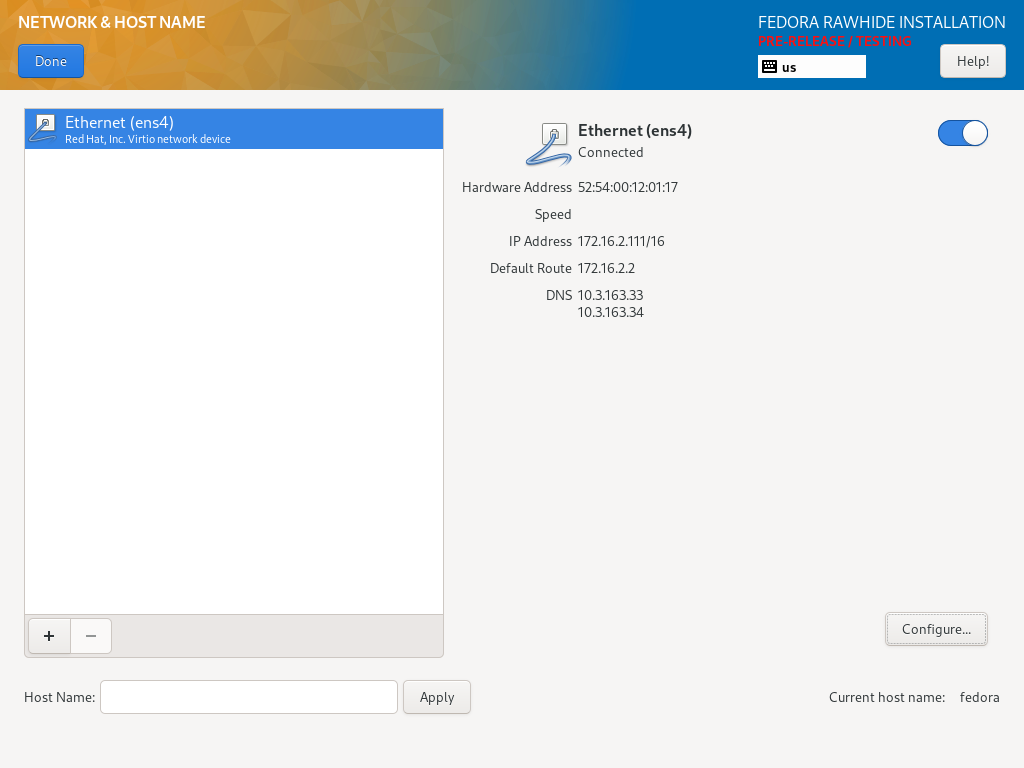 NETWORK & HOST NAME
Done
FEDORA RAWHIDE INSTALLATION
PRE-RELEASE / TESTING
us
Help!
Ethernet (ens4)
Red Hat, Inc. Virtio network device
Ethernet (ens4)
Connected
Hardware Address 52:54:00:12:01:17
Speed
IP Address 172.16.2.111/16
Default Route 172.16.2.2
DNS 10.3.163.33
10.3.163.34
Configure...
Host Name:
Apply
Current host name: fedora